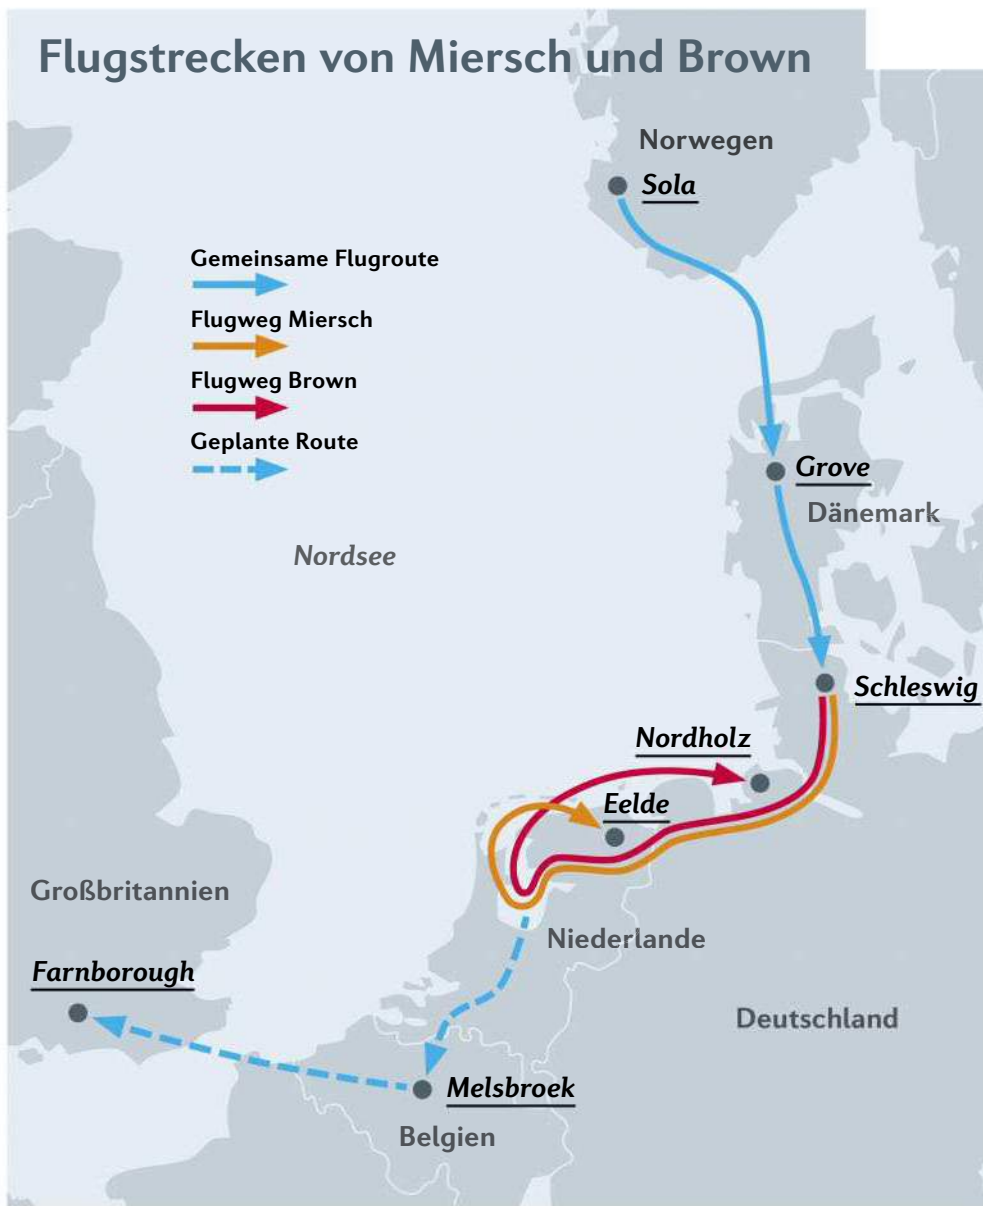 Flugstrecken von Miersch und Brown
Norwegen
Sola
Gemeinsame Flugroute
Flugweg Miersch
Flugweg Brown
Geplante Route
Grove
Dänemark
Nordsee
Schleswig
Nordholz
Eelde
Großbritannien
Niederlande
Farnborough
Deutschland
Melsbroek
Belgien